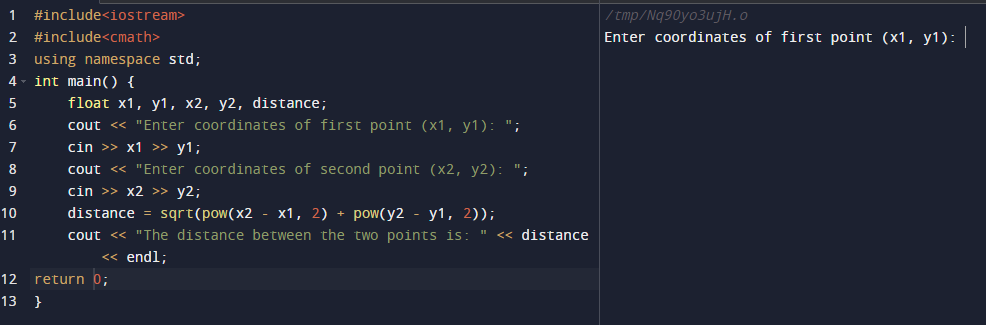 1 #include<iostream>
2 #include<cmath>
3 using namespace std;
4 int main() {
5 float x1, y1, x2, y2, distance;
6 cout << "Enter coordinates of first point (x1, y1): ";
7 cin >> x1 >> y1;
8 cout << "Enter coordinates of second point (x2, y2): ";
9 cin >> x2 >> y2;
10 distance = sqrt(pow(x2 - x1, 2) + pow(y2 - y1, 2));
11 cout << "The distance between the two points is: " << distance
<< endl;
12 return 0;
13 }
/tmp/Nq9Oyo3ujH.o
Enter coordinates of first point (x1, y1):